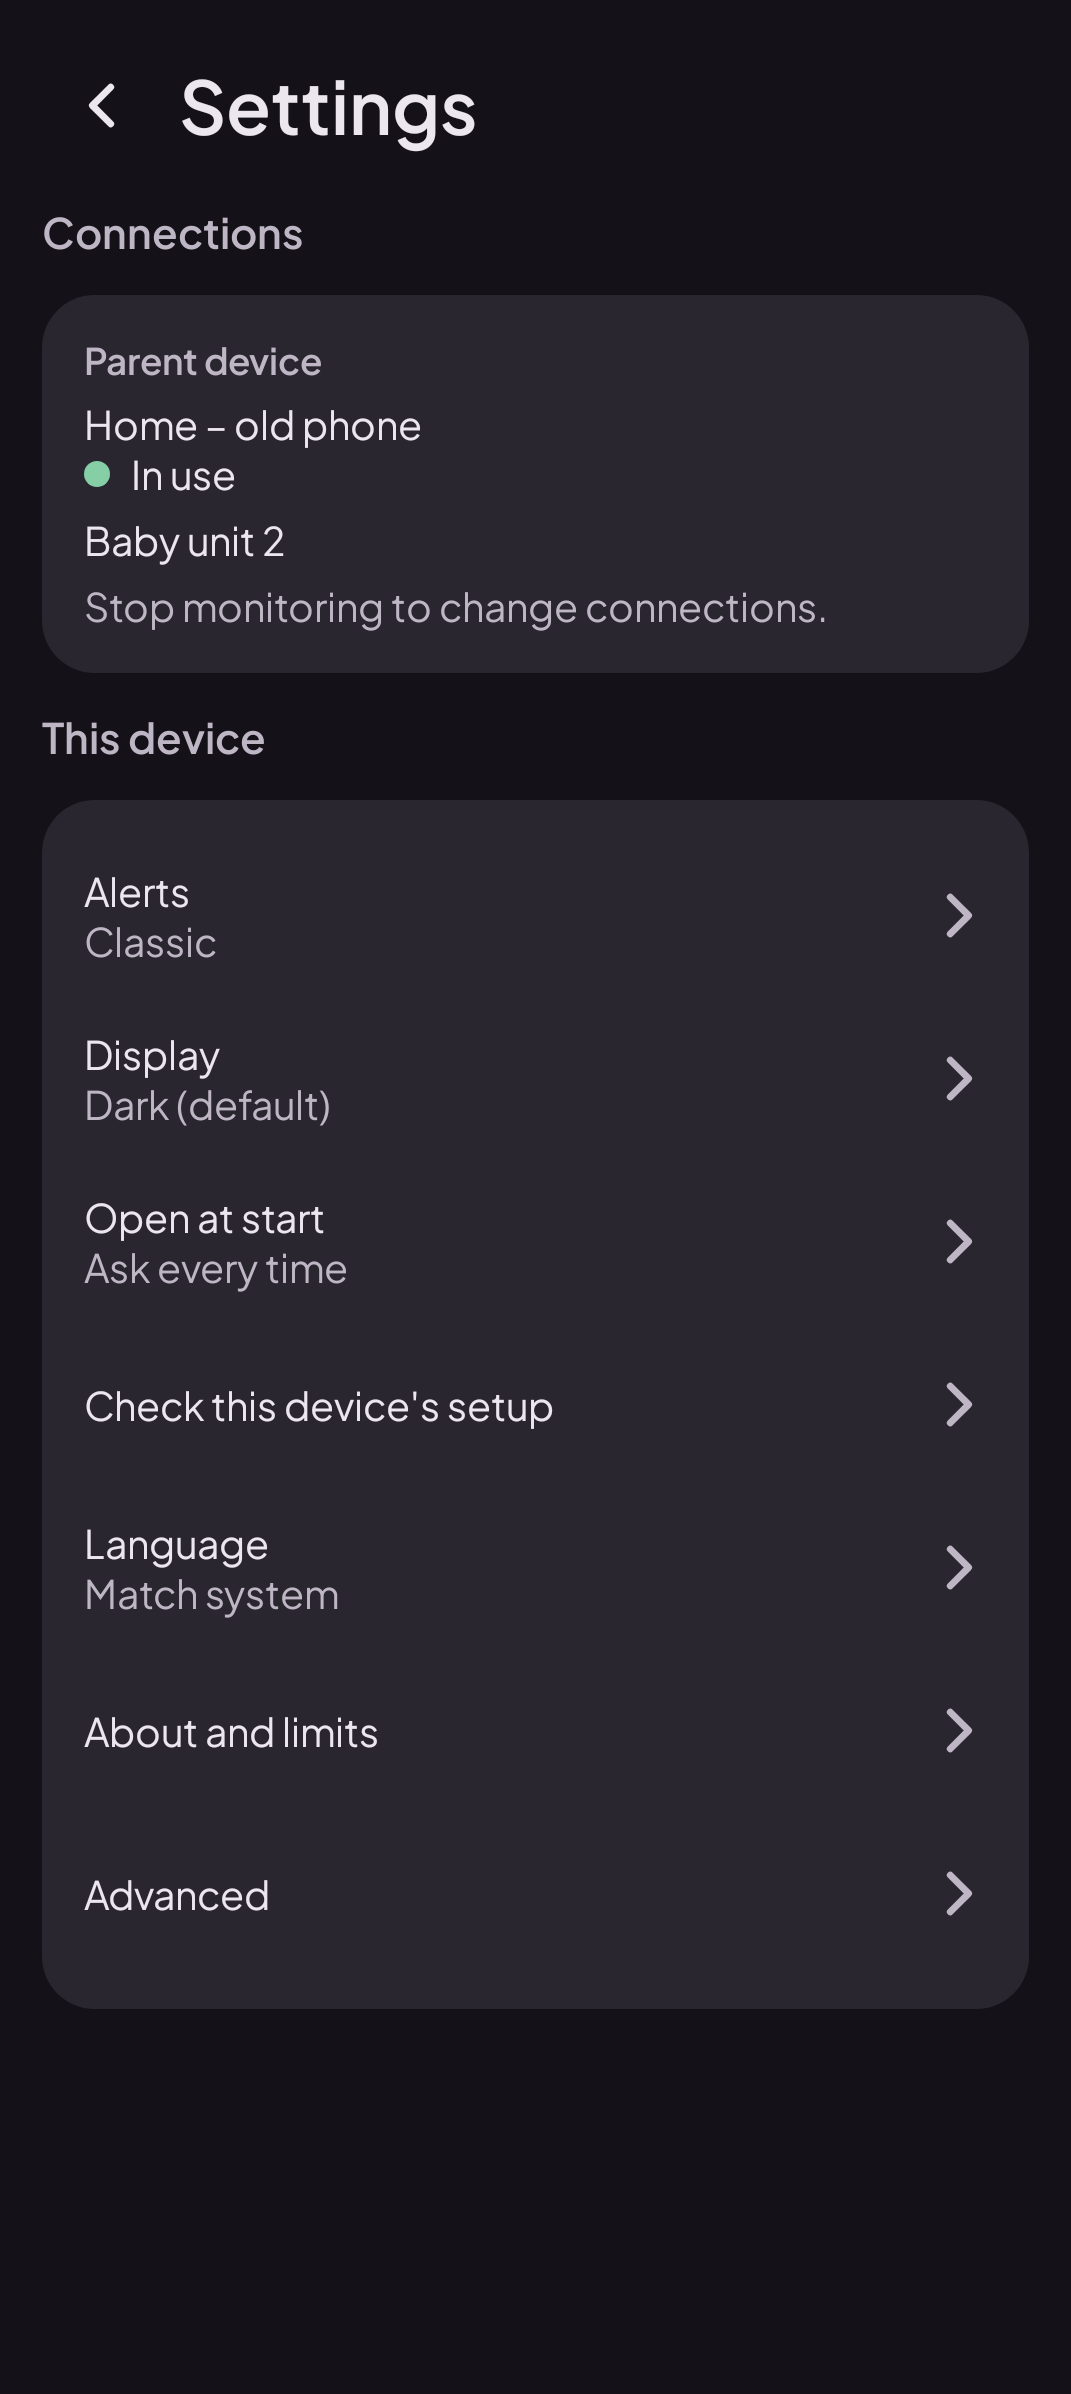 Settings
Connections
Parent device
Home – old phone
In use
Baby unit 2
Stop monitoring to change connections.
This device
Alerts
Classic
Display
Dark (default)
Open at start
Ask every time
Check this device's setup
Language
Match system
About and limits
Advanced